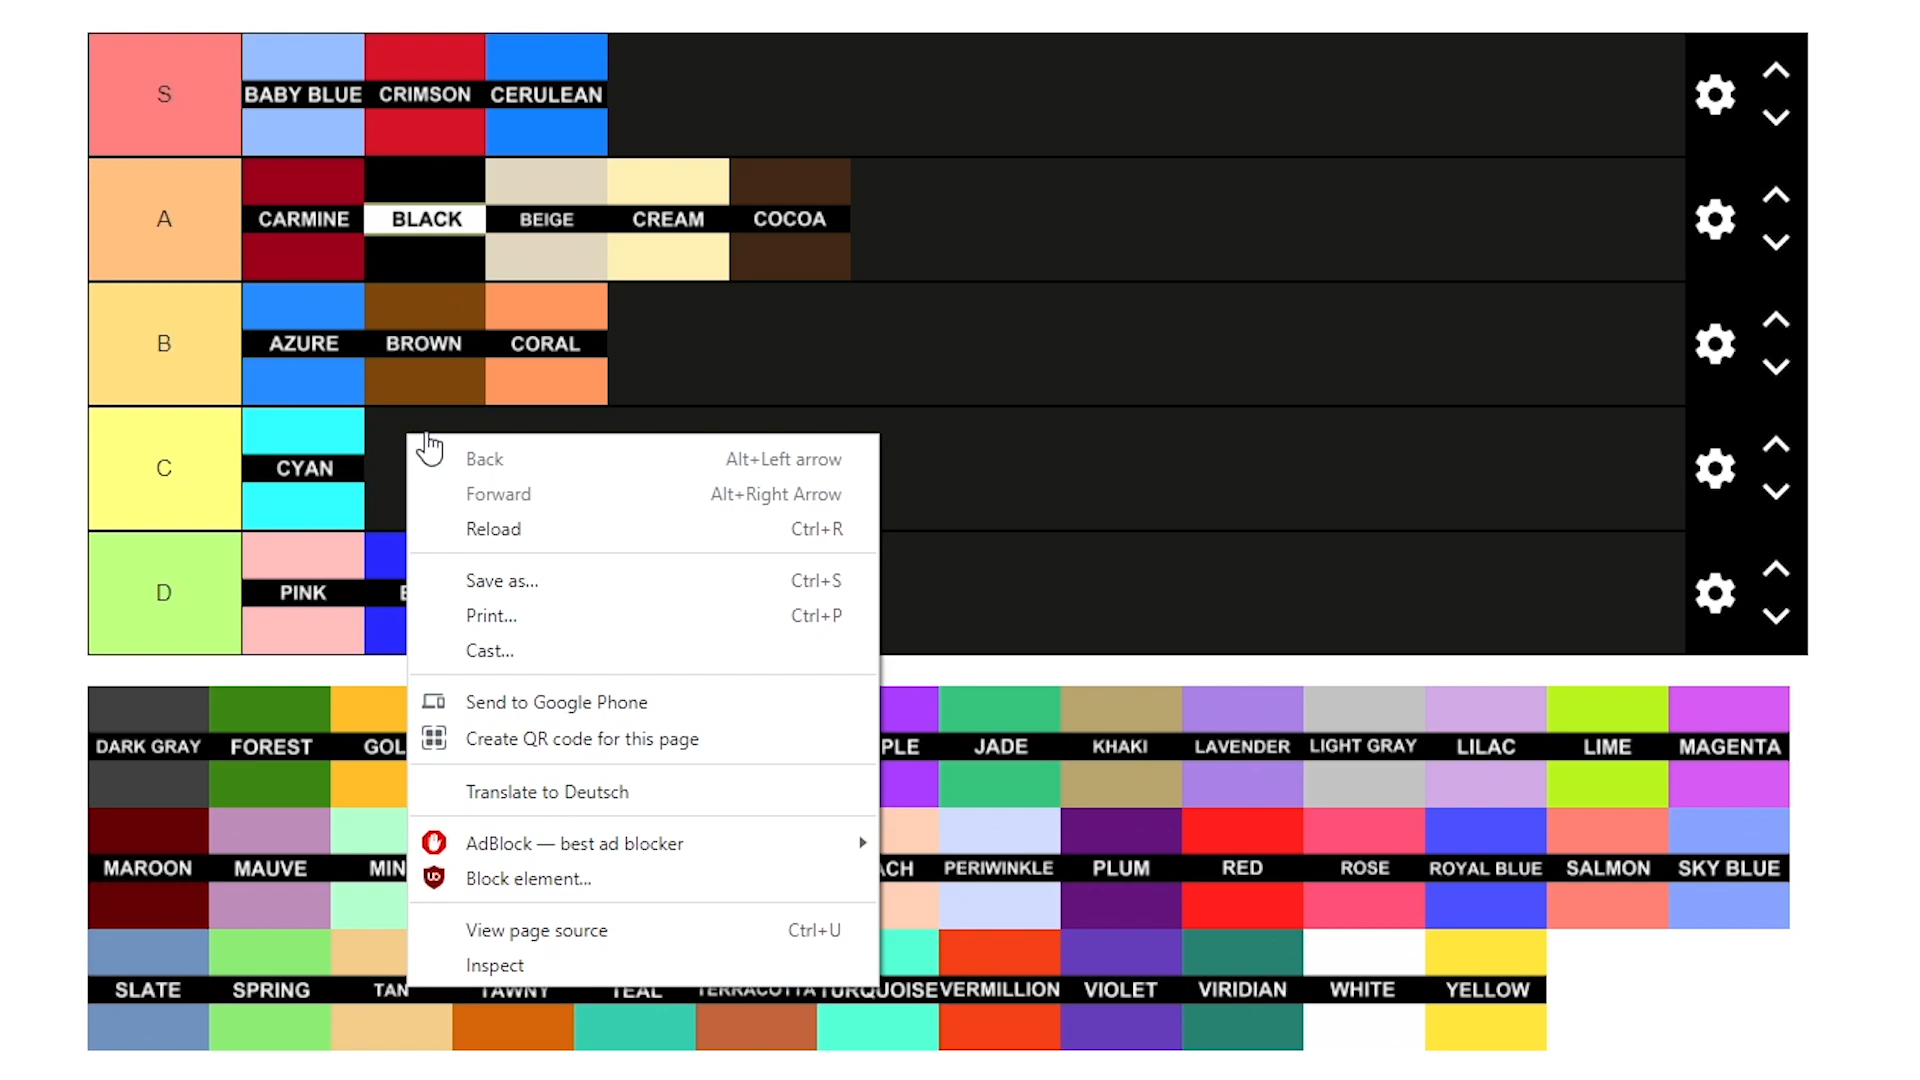 S
BABY BLUE CRIMSON CERULEAN
A
CARMINE BLACK BEIGE CREAM COCOA
B
AZURE BROWN CORAL
C
CYAN
D
PINK
Back Alt+Left arrow
Forward Alt+Right Arrow
Reload Ctrl+R
Save as... Ctrl+S
Print... Ctrl+P
Cast...
Send to Google Phone
Create QR code for this page
Translate to Deutsch
AdBlock — best ad blocker
Block element...
View page source Ctrl+U
Inspect
DARK GRAY FOREST GOL PLE JADE KHAKI LAVENDER LIGHT GRAY LILAC LIME MAGENTA
MAROON MAUVE MIN ACH PERIWINKLE PLUM RED ROSE ROYAL BLUE SALMON SKY BLUE
SLATE SPRING TAN TAWNY TEAL TERRACOTTA TURQUOISE VERMILLION VIOLET VIRIDIAN WHITE YELLOW